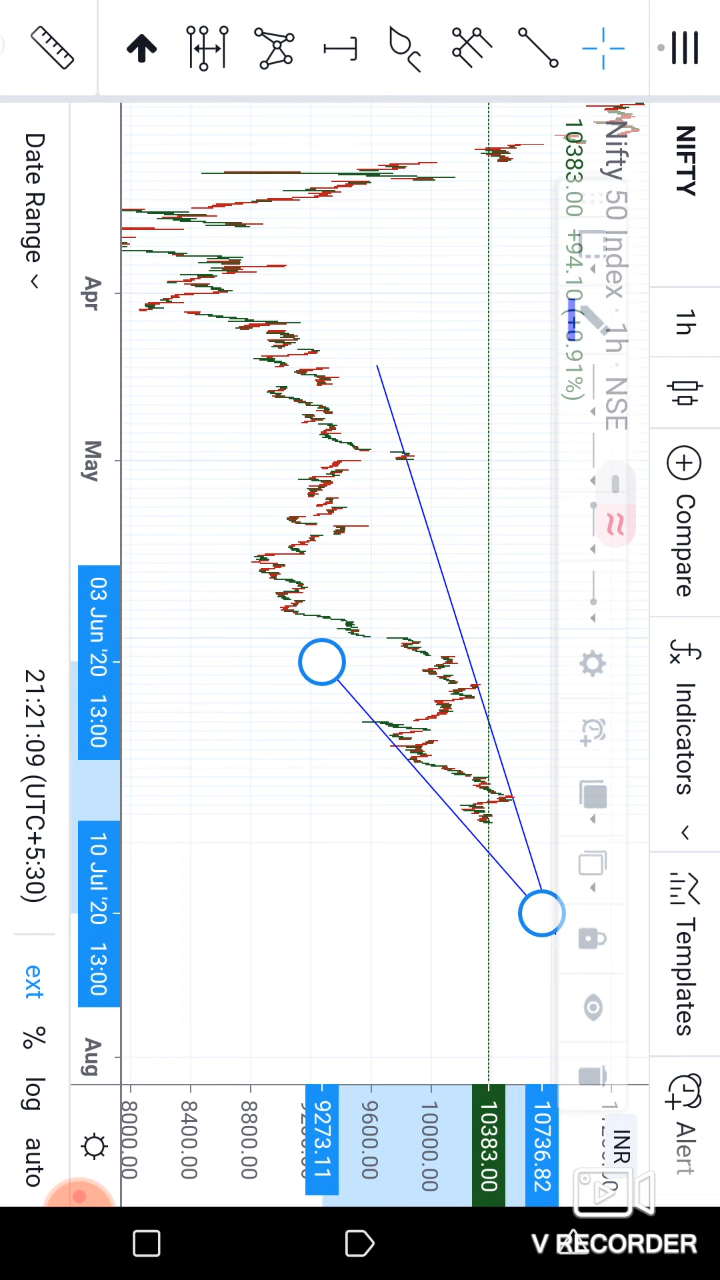 NIFTY
1h
Compare
Indicators
Templates
Alert
Nifty 50 Index · 1h · NSE
10383.00 +94.10 (+0.91%)
INR
10736.82
10383.00
10000.00
9600.00
9273.11
8800.00
8400.00
8000.00
Apr
May
03 Jun '20 13:00
10 Jul '20 13:00
Aug
Date Range
21:21:09 (UTC+5:30)
ext
%
log
auto
V RECORDER